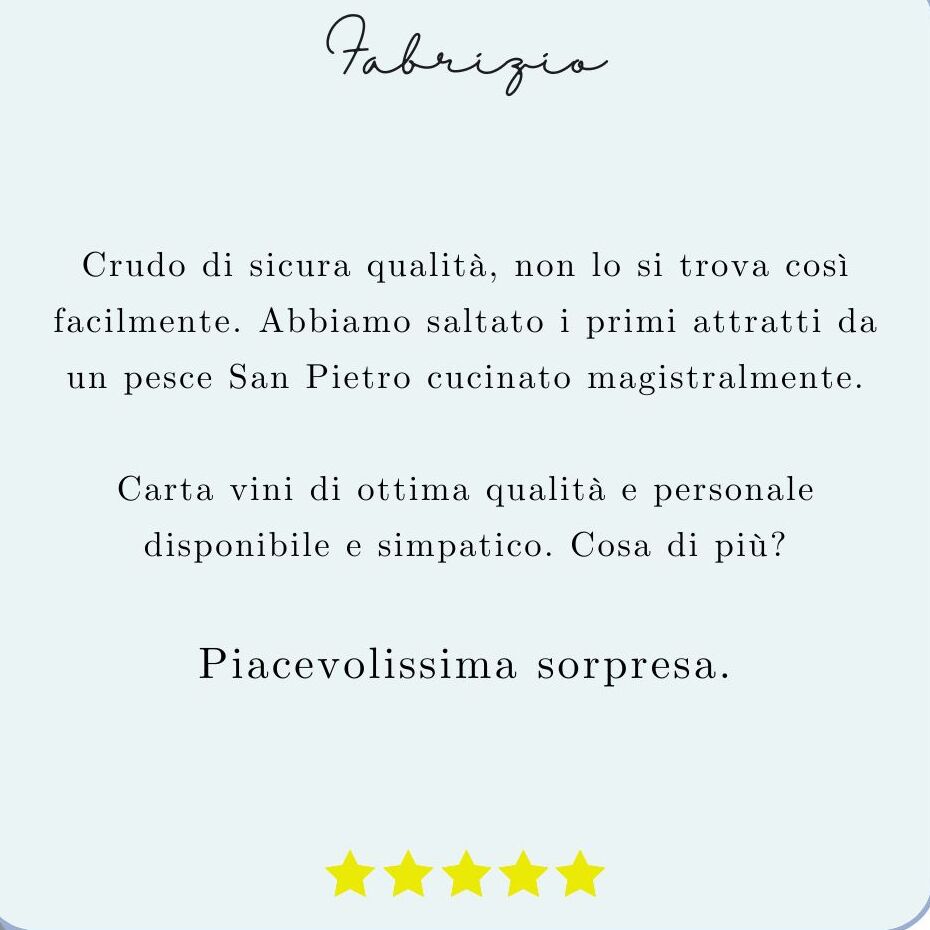 Fabrizio
Crudo di sicura qualità, non lo si trova così
facilmente. Abbiamo saltato i primi attratti da
un pesce San Pietro cucinato magistralmente.
Carta vini di ottima qualità e personale
disponibile e simpatico. Cosa di più?
Piacevolissima sorpresa.